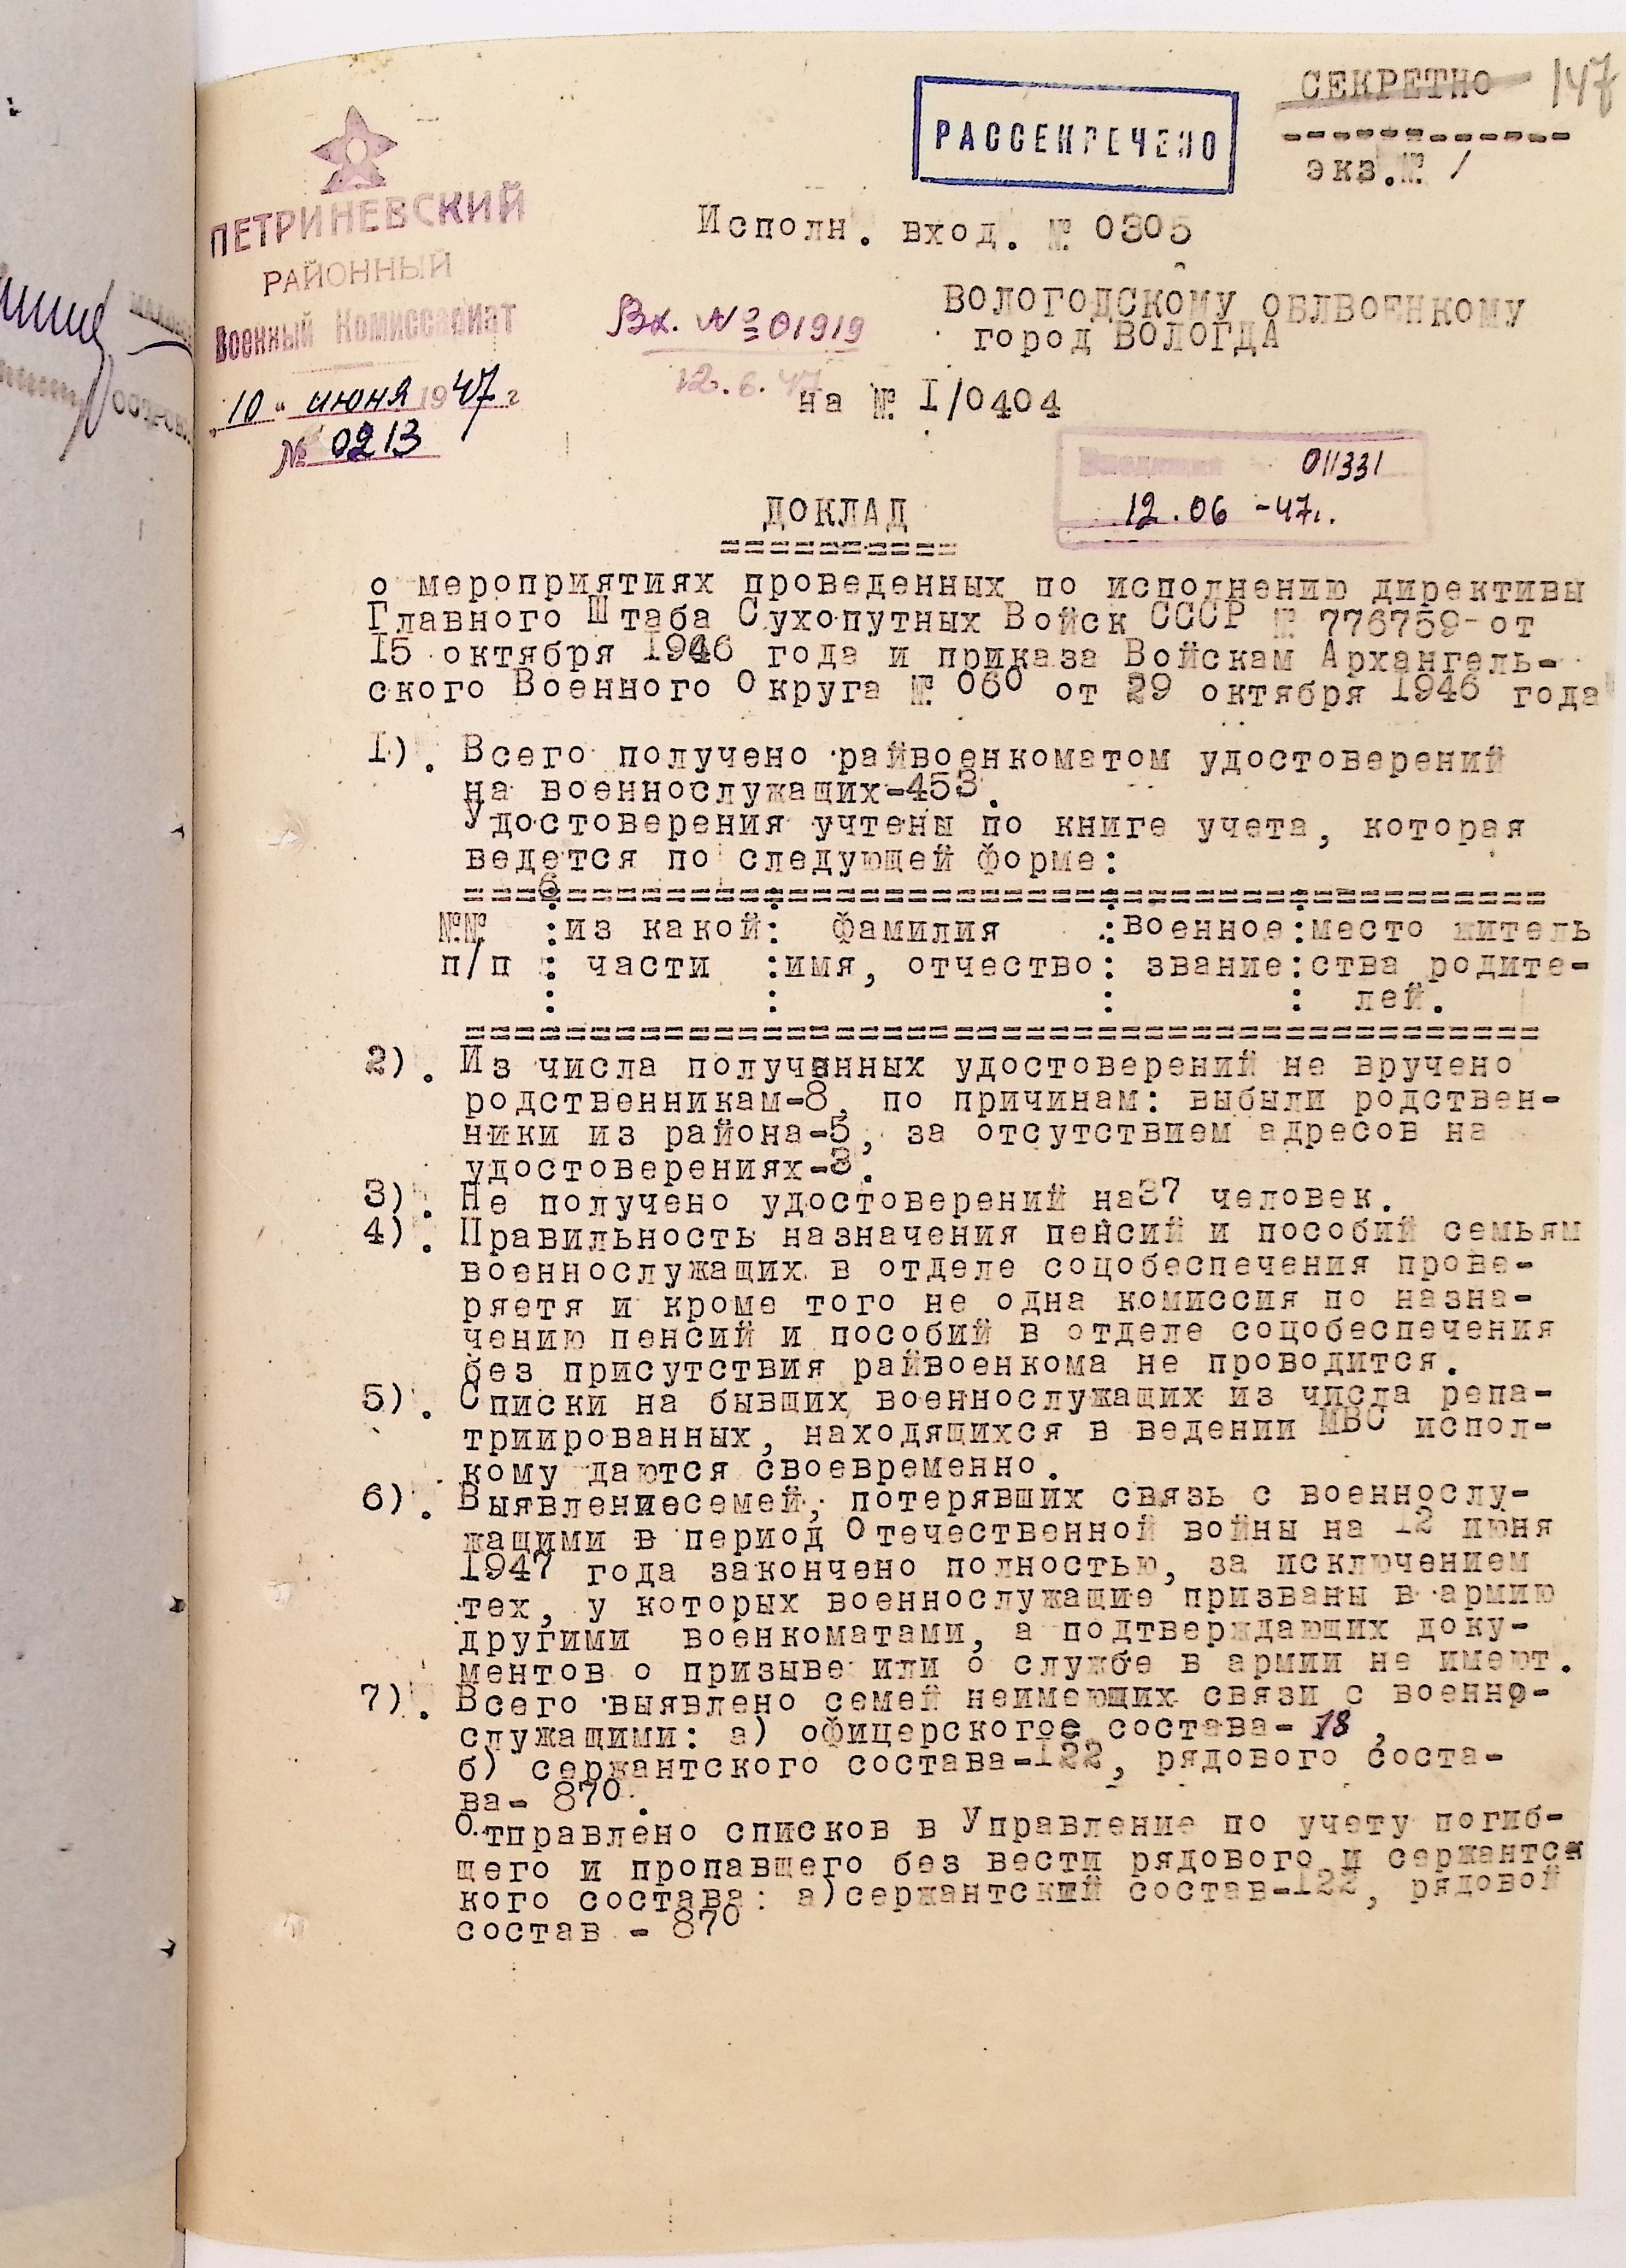 СЕКРЕТНО 147
РАССЕКРЕЧЕНО
экз.№ 1
ПЕТРИНЕВСКИЙ
РАЙОННЫЙ
Военный Комиссариат
„10" июня 1947 г
№ 0213
Исполн. вход. № 0305
Вх. № 01919
12.6.47
ВОЛОГОДСКОМУ ОБЛВОЕНКОМУ
город ВОЛОГДА
на № I/0404
Входящий 011331
12.06-47г.
ДОКЛАД
о мероприятиях проведенных по исполнению директивы
Главного Штаба Сухопутных Войск СССР № 776759-от
I5 октября 1946 года и приказа Войскам Архангель-
ского Военного Округа № 060 от 29 октября 1946 года
I). Всего получено райвоенкоматом удостоверений
на военнослужащих-453.
Удостоверения учтены по книге учета, которая
ведется по следующей форме:
№№ :из какой: фамилия :военное:место житель
п/п : части :имя, отчество: звание:ства родите-
: : : : лей.
2). Из числа полученных удостоверений не вручено
родственникам-8, по причинам: выбыли родствен-
ники из района-5, за отсутствием адресов на
удостоверениях-3.
3). Не получено удостоверений на37 человек.
4). Правильность назначения пенсий и пособий семьям
военнослужащих в отделе соцобеспечения прове-
ряетя и кроме того не одна комиссия по назна-
чению пенсий и пособий в отделе соцобеспечения
без присутствия райвоенкома не проводится.
5). Списки на бывших военнослужащих из числа репа-
триированных, находящихся в ведении МВС испол-
кому даются своевременно.
6). Выявлениесемей, потерявших связь с военнослу-
жащими в период Отечественной войны на 12 июня
1947 года закончено полностью, за исключением
тех, у которых военнослужащие призваны в армию
другими военкоматами, а подтверждающих доку-
ментов о призыве или о службе в армии не имеют.
7). Всего выявлено семей неимеющих связи с военно-
служащими: а) офицерскогое состава- 18,
б) сержантского состава-122, рядового соста-
ва- 870.
Отправлено списков в Управление по учету погиб-
щего и пропавщего без вести рядового и сержантск
кого состава: а)сержантский состав-122, рядовой
состав - 870